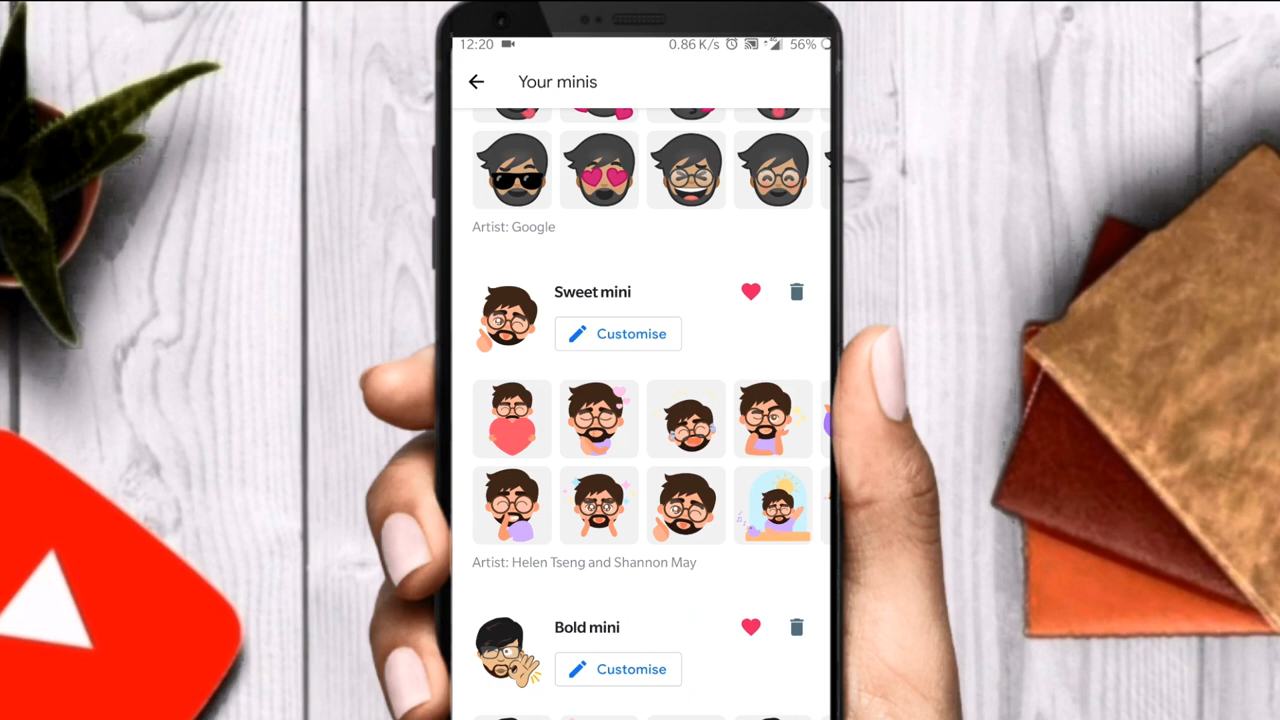 12:20
0.86 K/s
4G
56%
Your minis
Artist: Google
Sweet mini
Customise
Artist: Helen Tseng and Shannon May
Bold mini
Customise